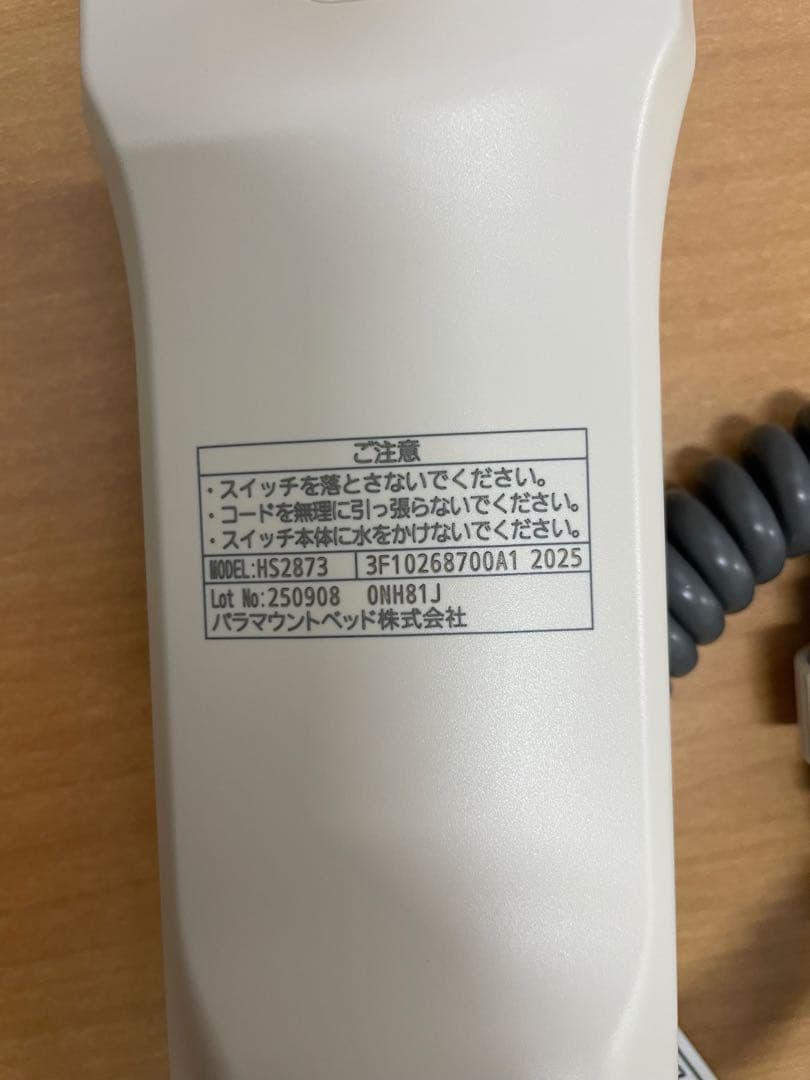 ご注意
・スイッチを落とさないでください。
・コードを無理に引っ張らないでください。
・スイッチ本体に水をかけないでください。
MODEL:HS2873 3F10268700A1 2025
Lot No:250908 0NH81J
パラマウントベッド株式会社